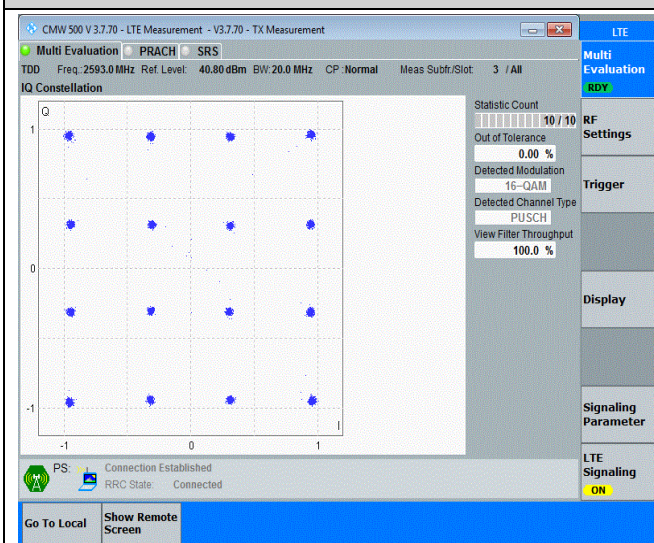 CMW 500 V 3.7.70 - LTE Measurement - V3.7.70 - TX Measurement
LTE
Multi Evaluation PRACH SRS
TDD Freq.:2593.0 MHz Ref. Level: 40.80 dBm BW:20.0 MHz CP :Normal Meas Subfr./Slot: 3 / All
IQ Constellation
Q
1
0
-1
I
-1 0 1
Statistic Count
10 / 10
Out of Tolerance
0.00 %
Detected Modulation
16-QAM
Detected Channel Type
PUSCH
View Filter Throughput
100.0 %
Multi
Evaluation
RDY
RF
Settings
Trigger
Display
Signaling
Parameter
LTE
Signaling
ON
PS: Connection Established
RRC State: Connected
Go To Local
Show Remote
Screen